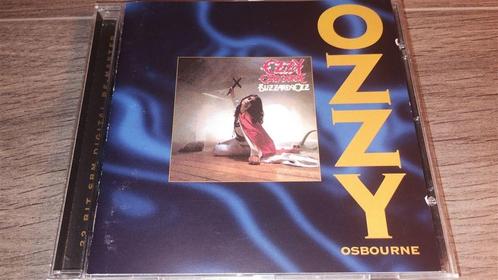 22 BIT SBM DIGITAL REMASTER
OZZY
OSBOURNE
OZZY
OSBOURNE
BLIZZARD OF OZZ